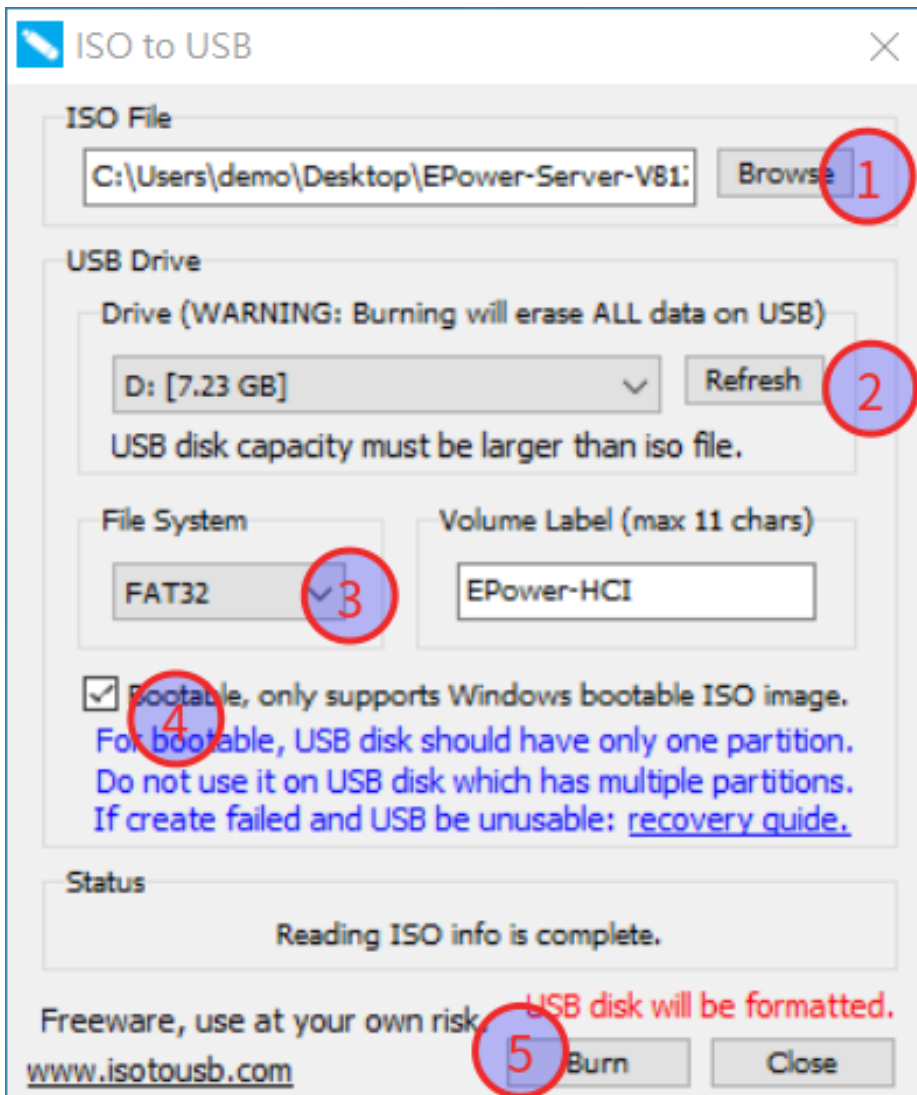 ISO to USB
ISO File
C:\Users\demo\Desktop\EPower-Server-V81
Browse
1
USB Drive
Drive (WARNING: Burning will erase ALL data on USB)
D: [7.23 GB]
Refresh
2
USB disk capacity must be larger than iso file.
File System
Volume Label (max 11 chars)
FAT32
3
EPower-HCI
Bootable, only supports Windows bootable ISO image.
4
For bootable, USB disk should have only one partition.
Do not use it on USB disk which has multiple partitions.
If create failed and USB be unusable: recovery guide.
Status
Reading ISO info is complete.
USB disk will be formatted.
Freeware, use at your own risk.
www.isotousb.com
5
Burn
Close